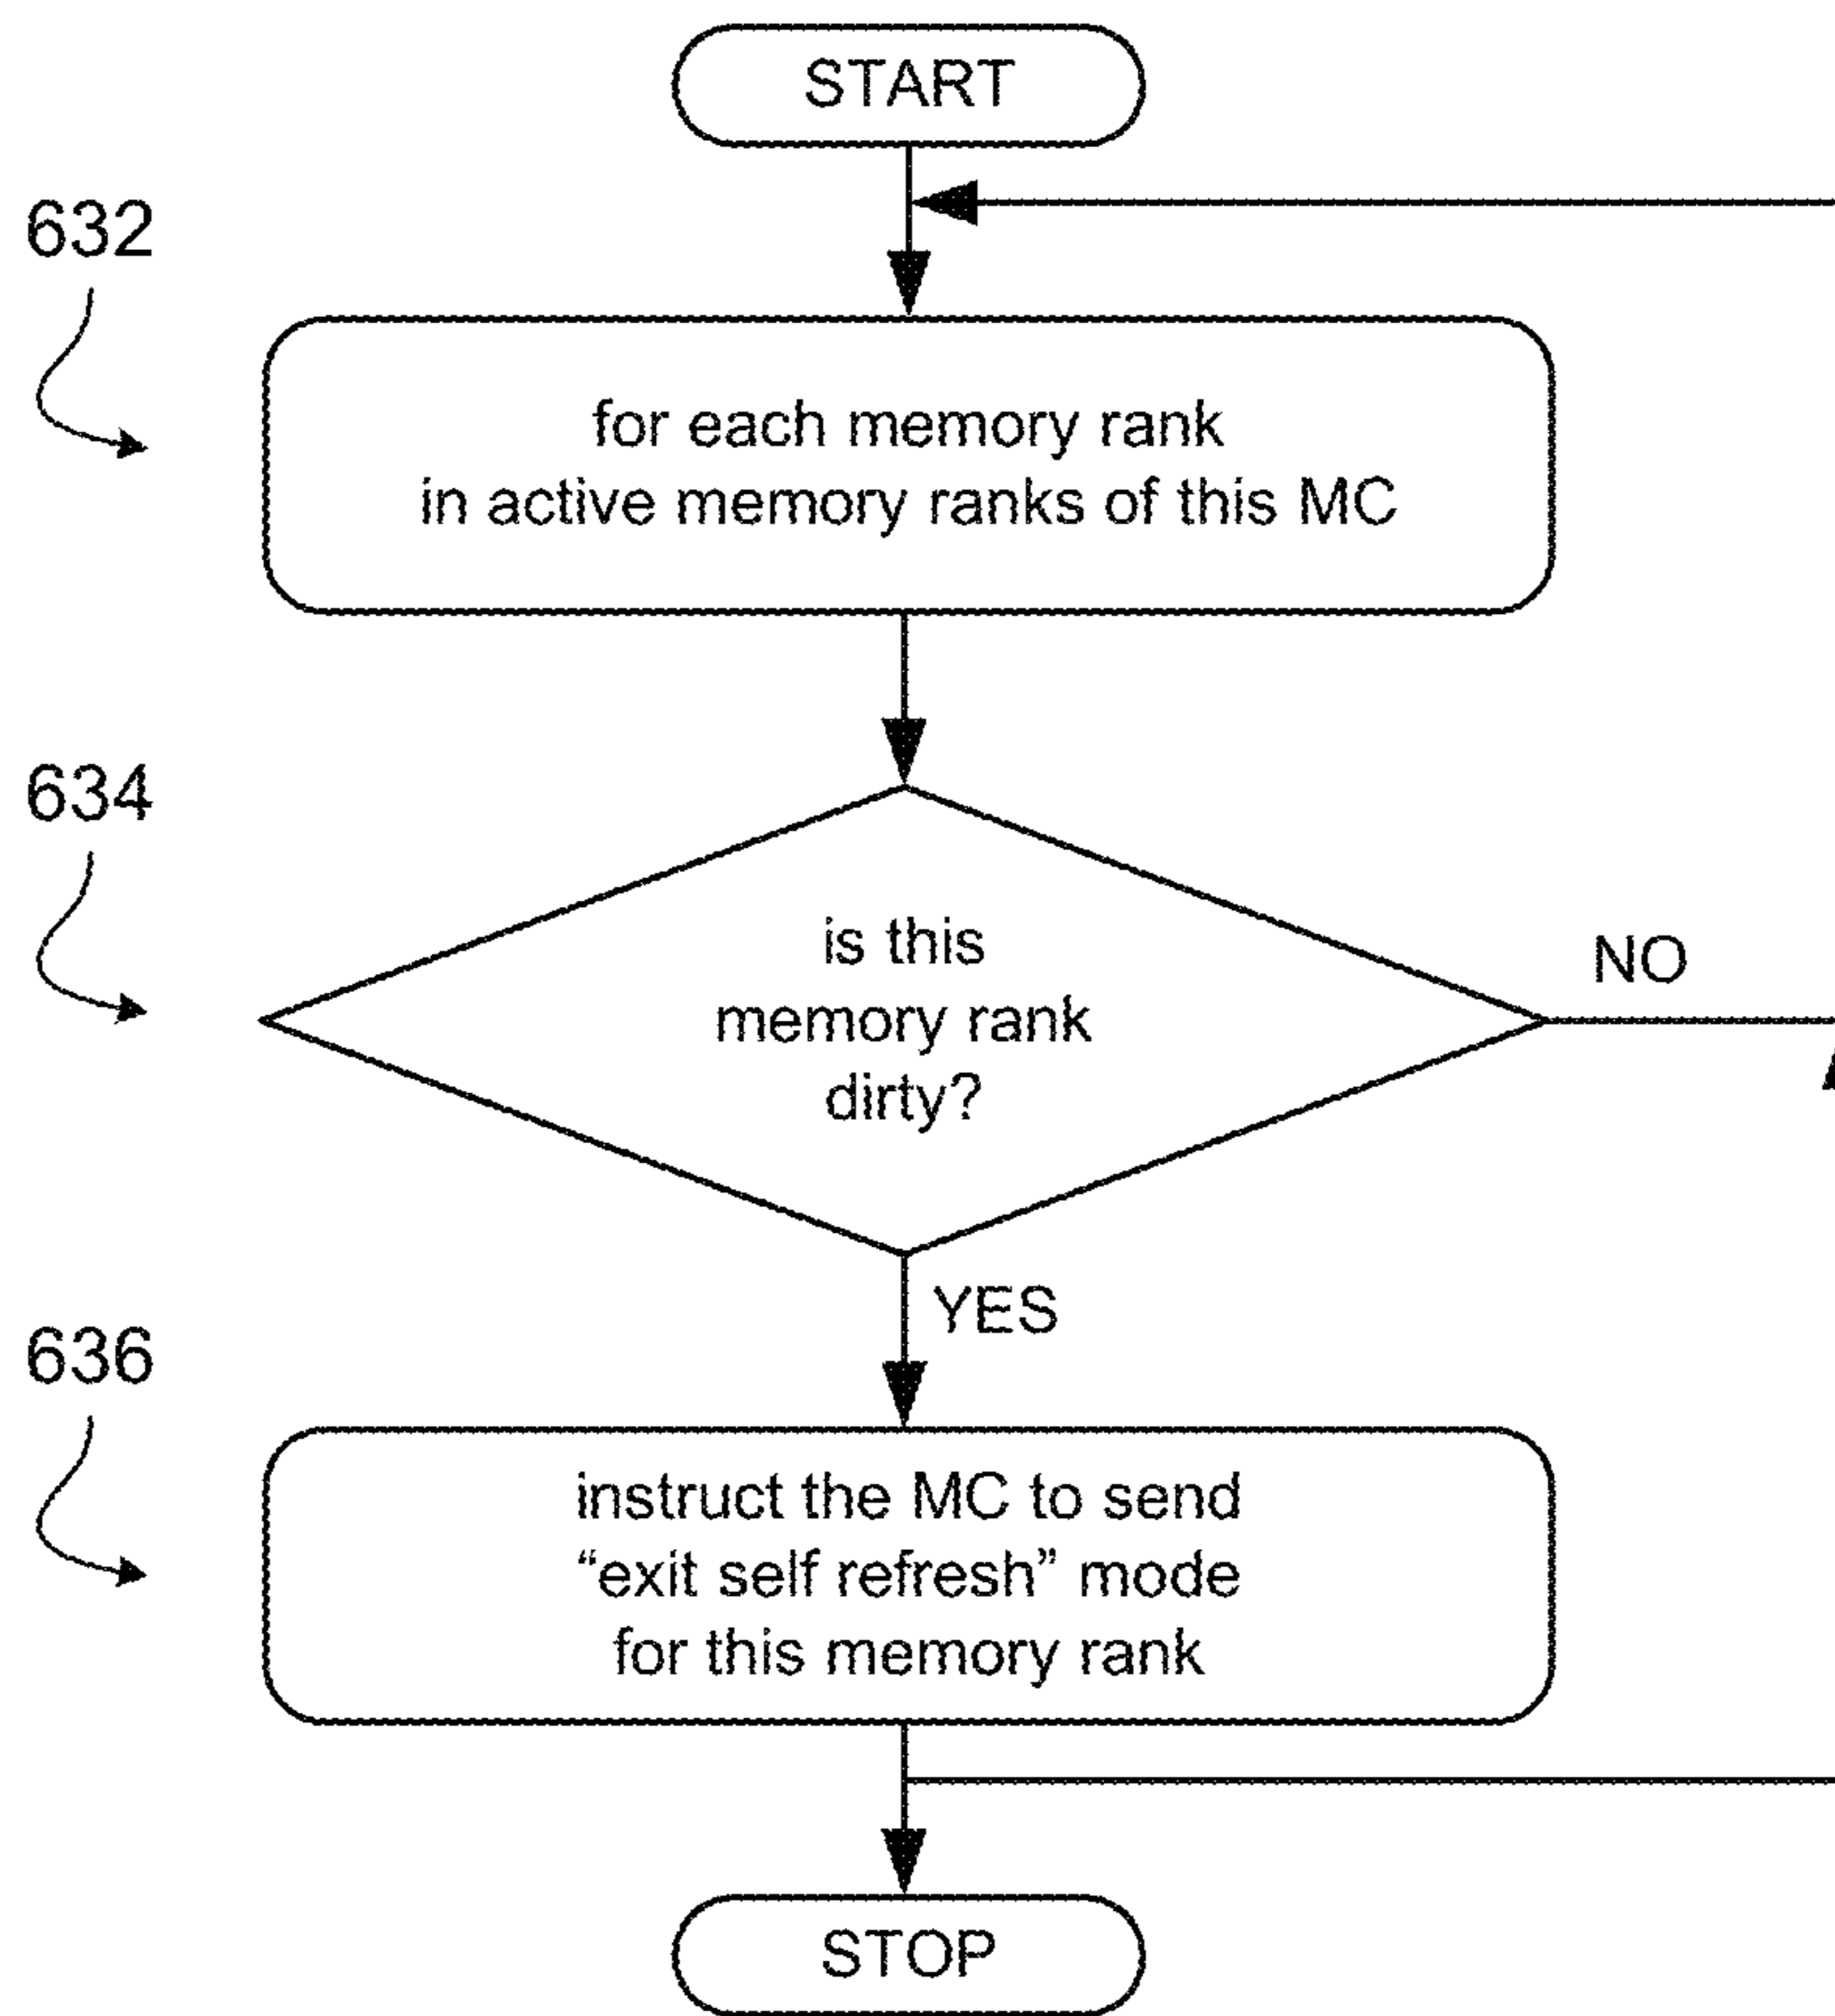 START
632
for each memory rank
in active memory ranks of this MC
634
is this
memory rank
dirty?
NO
YES
636
instruct the MC to send
“exit self refresh” mode
for this memory rank
STOP